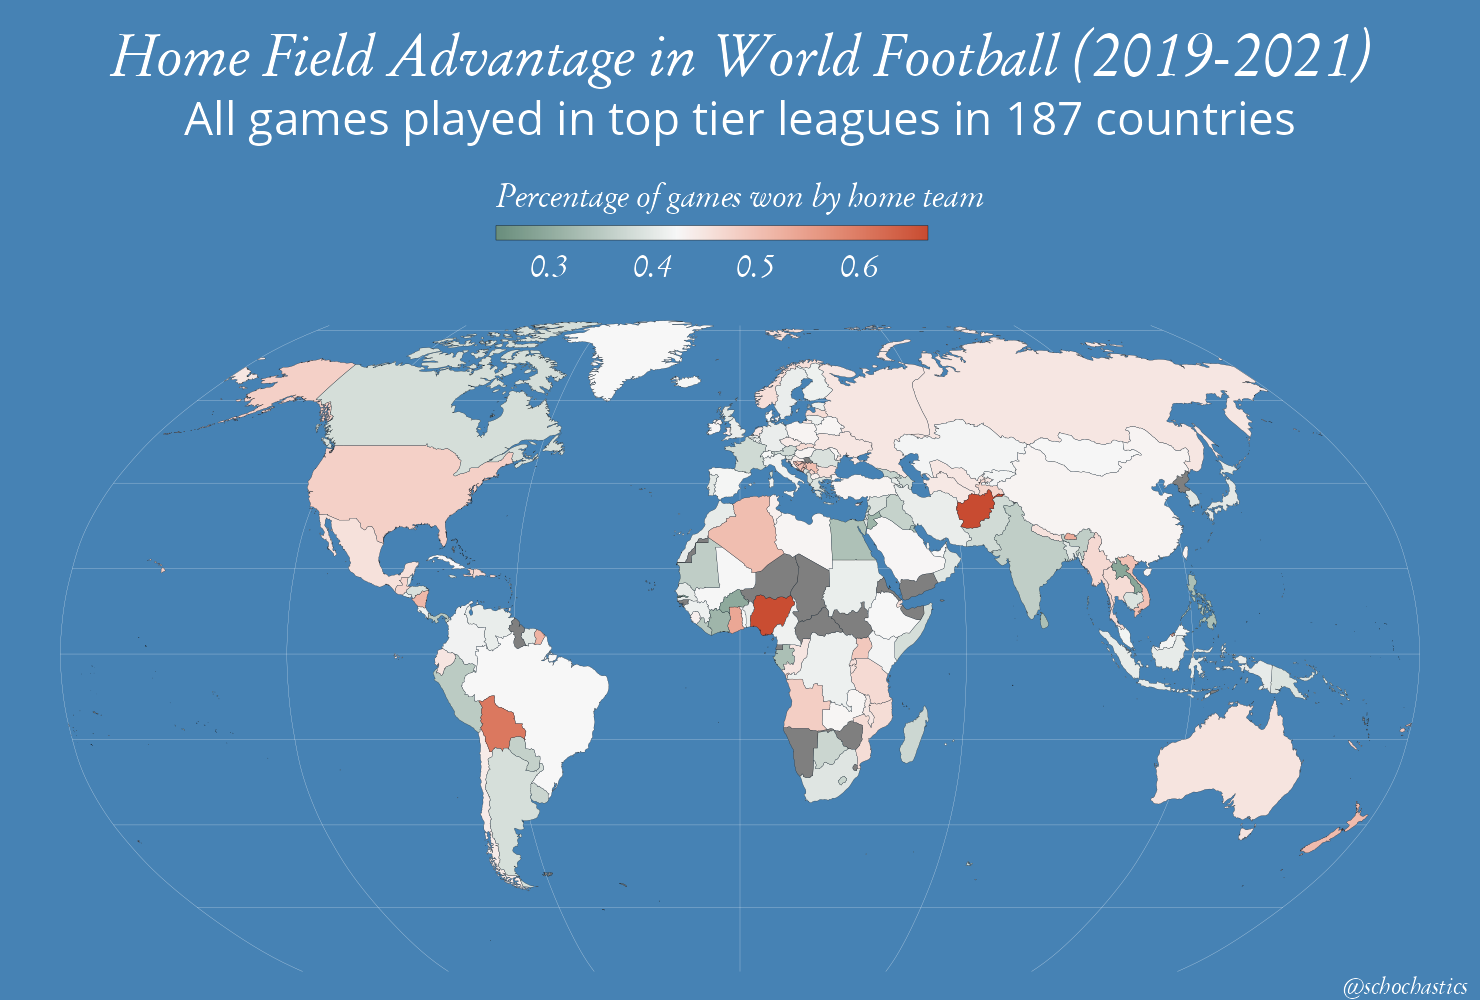 Home Field Advantage in World Football (2019-2021)
All games played in top tier leagues in 187 countries
Percentage of games won by home team
0.3 0.4 0.5 0.6
@schochastics